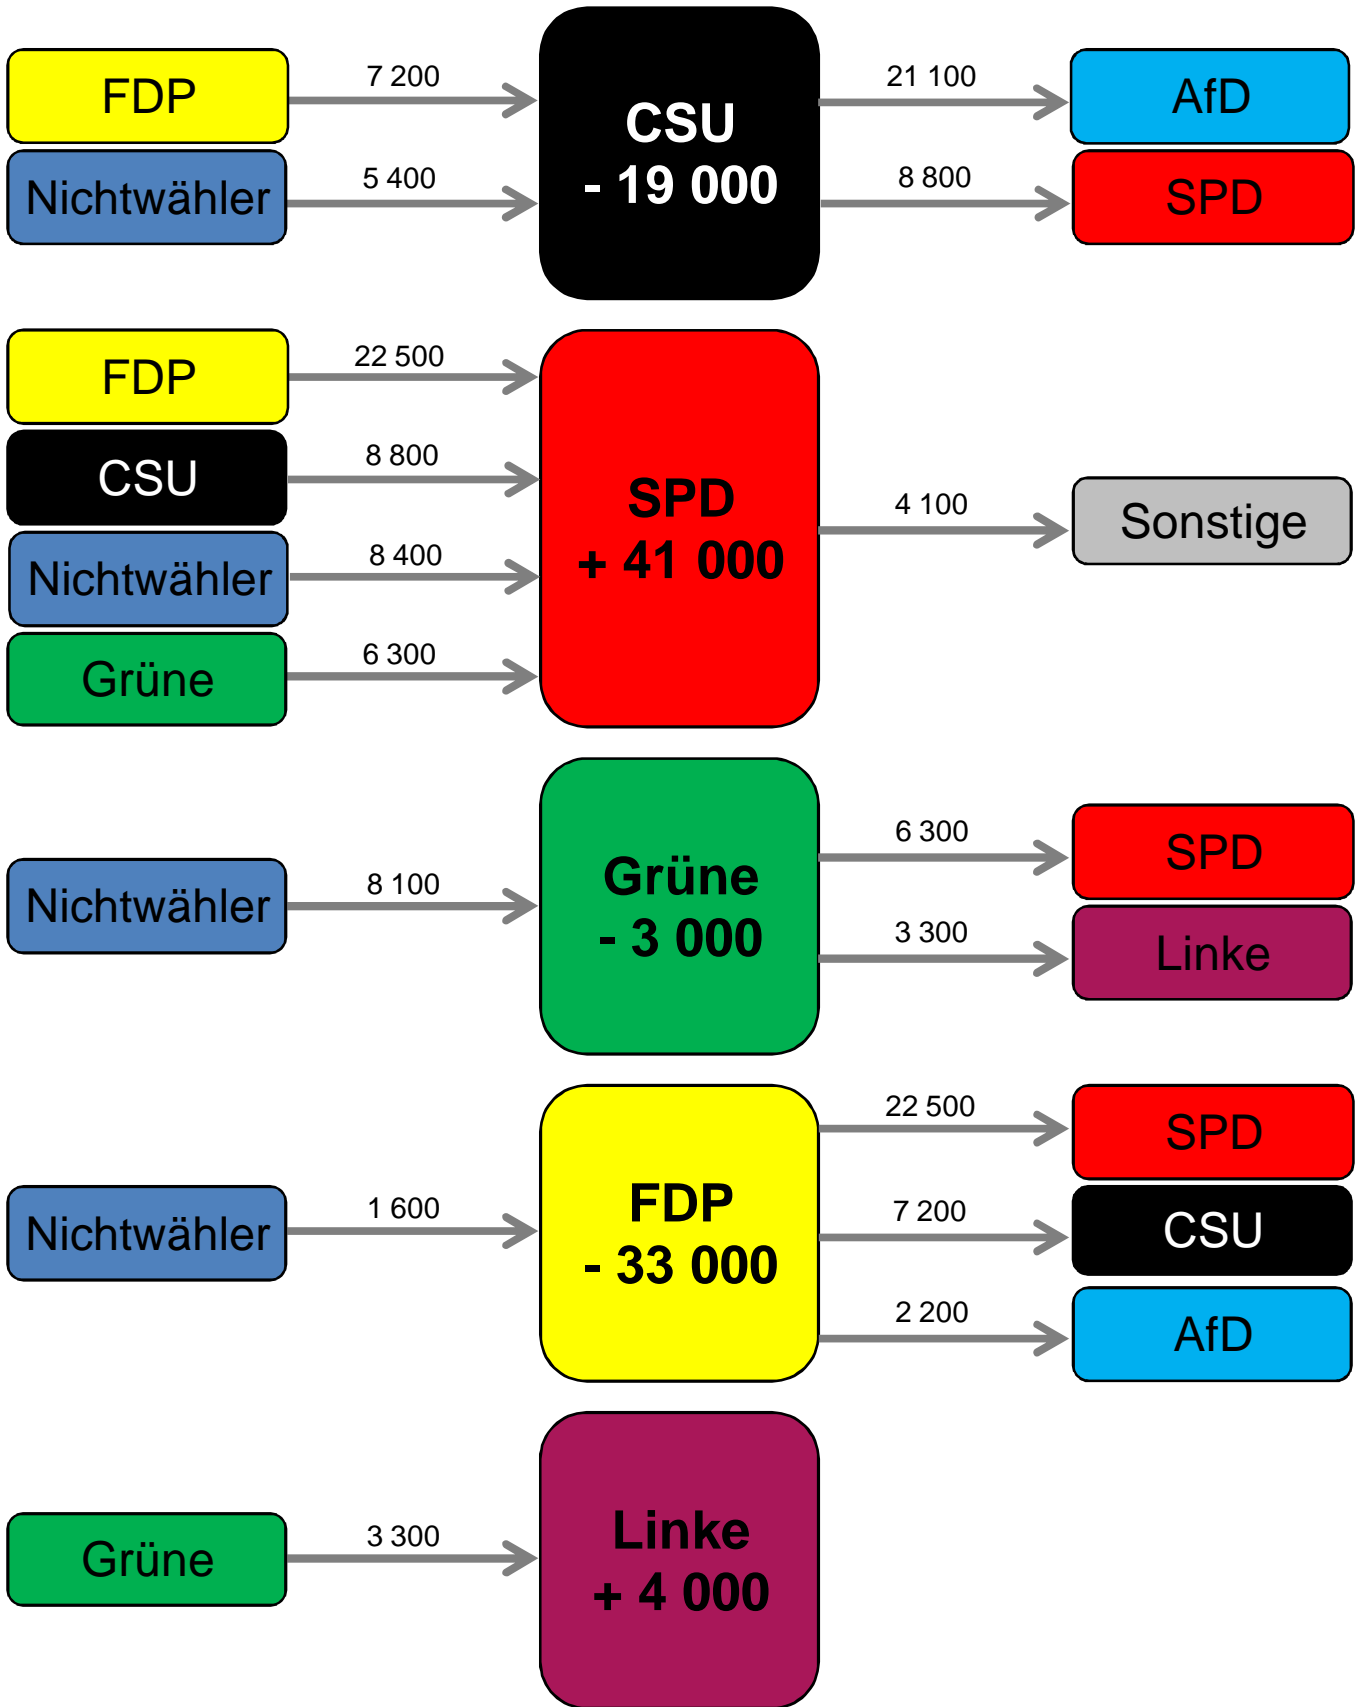 FDP
7 200
Nichtwähler
5 400
CSU
- 19 000
21 100
AfD
8 800
SPD
FDP
22 500
CSU
8 800
Nichtwähler
8 400
Grüne
6 300
SPD
+ 41 000
4 100
Sonstige
Nichtwähler
8 100
Grüne
- 3 000
6 300
SPD
3 300
Linke
Nichtwähler
1 600
FDP
- 33 000
22 500
SPD
7 200
CSU
2 200
AfD
Grüne
3 300
Linke
+ 4 000